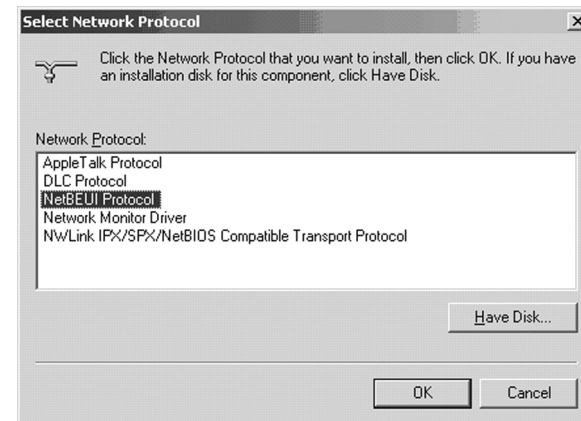 Select Network Protocol
Click the Network Protocol that you want to install, then click OK. If you have
an installation disk for this component, click Have Disk.
Network Protocol:
AppleTalk Protocol
DLC Protocol
NetBEUI Protocol
Network Monitor Driver
NWLink IPX/SPX/NetBIOS Compatible Transport Protocol
Have Disk...
OK
Cancel